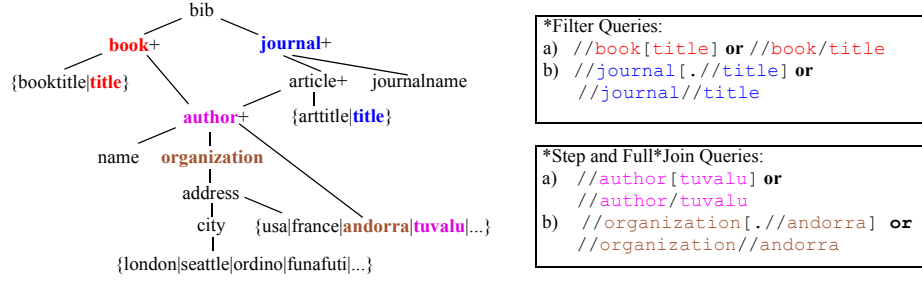 bib
book+
journal+
{booktitle|title}
article+
journalname
author+
{arttitle|title}
name
organization
address
city
{usa|france|andorra|tuvalu|...}
{london|seattle|ordino|funafuti|...}
*Filter Queries:
a) //book[title] or //book/title
b) //journal[.//title] or
//journal//title
*Step and Full*Join Queries:
a) //author[tuvalu] or
//author/tuvalu
b) //organization[.//andorra] or
//organization//andorra